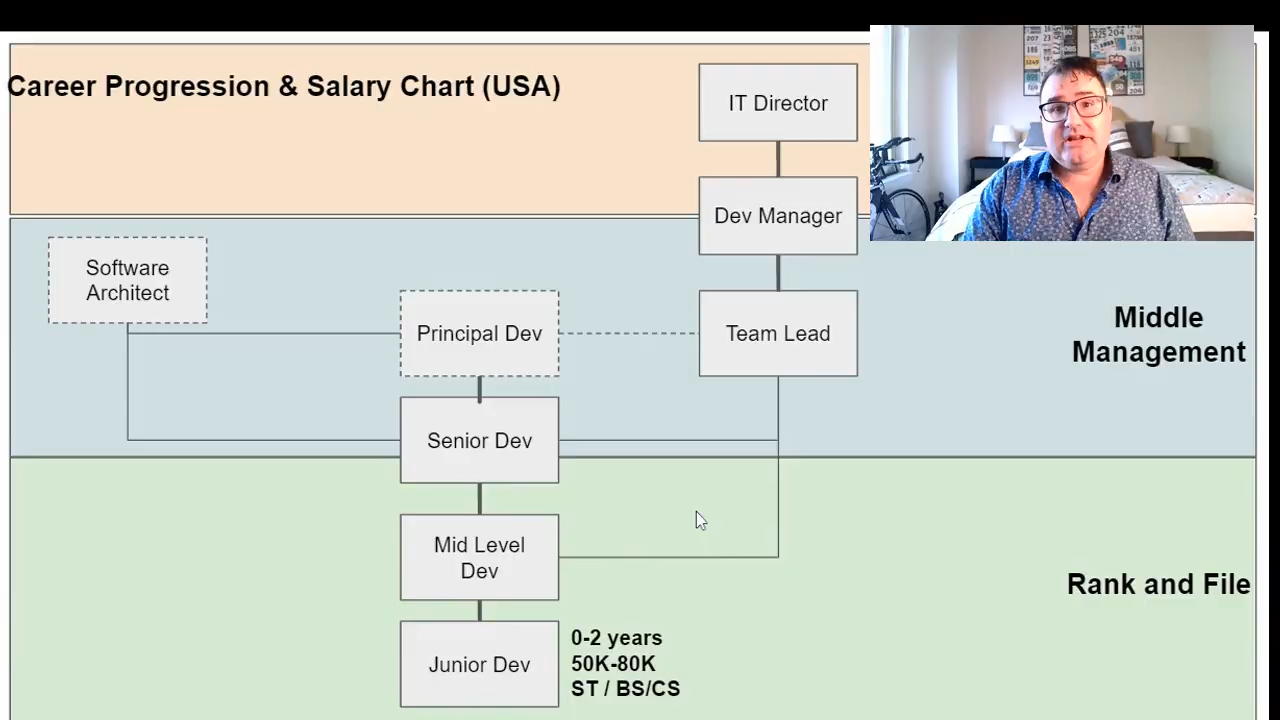 Career Progression & Salary Chart (USA)
IT Director
Dev Manager
Software
Architect
Principal Dev
Team Lead
Middle
Management
Senior Dev
Mid Level
Dev
Rank and File
Junior Dev
0-2 years
50K-80K
ST / BS/CS